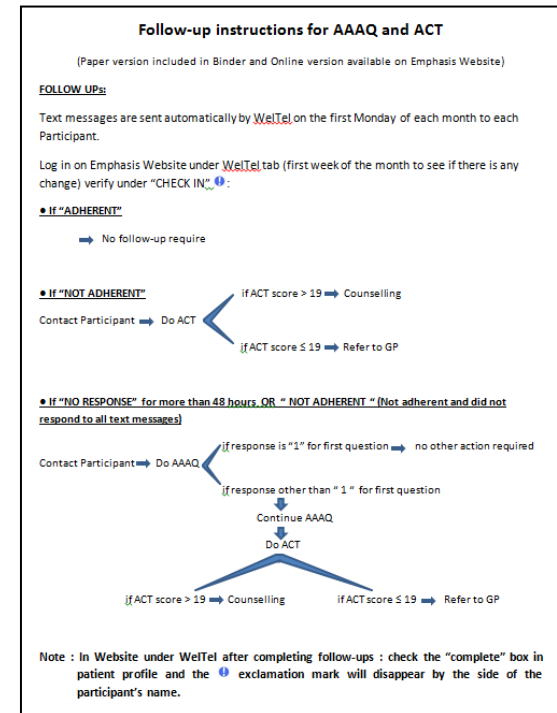 Follow-up instructions for AAAQ and ACT
(Paper version included in Binder and Online version available on Emphasis Website)
FOLLOW UPs:
Text messages are sent automatically by WelTel on the first Monday of each month to each
Participant.
Log in on Emphasis Website under WelTel tab (first week of the month to see if there is any
change) verify under “CHECK IN” ! :
● If “ADHERENT”
➡ No follow-up require
● If “NOT ADHERENT”
if ACT score > 19 ➡ Counselling
Contact Participant ➡ Do ACT
if ACT score ≤ 19 ➡ Refer to GP
● If “NO RESPONSE” for more than 48 hours OR “ NOT ADHERENT “ (Not adherent and did not
respond to all text messages)
if response is “1” for first question ➡ no other action required
Contact Participant ➡ Do AAAQ
if response other than “ 1 “ for first question
Continue AAAQ
Do ACT
if ACT score > 19 ➡ Counselling if ACT score ≤ 19 ➡ Refer to GP
Note : In Website under WelTel after completing follow-ups : check the “complete” box in
patient profile and the ! exclamation mark will disappear by the side of the
participant’s name.